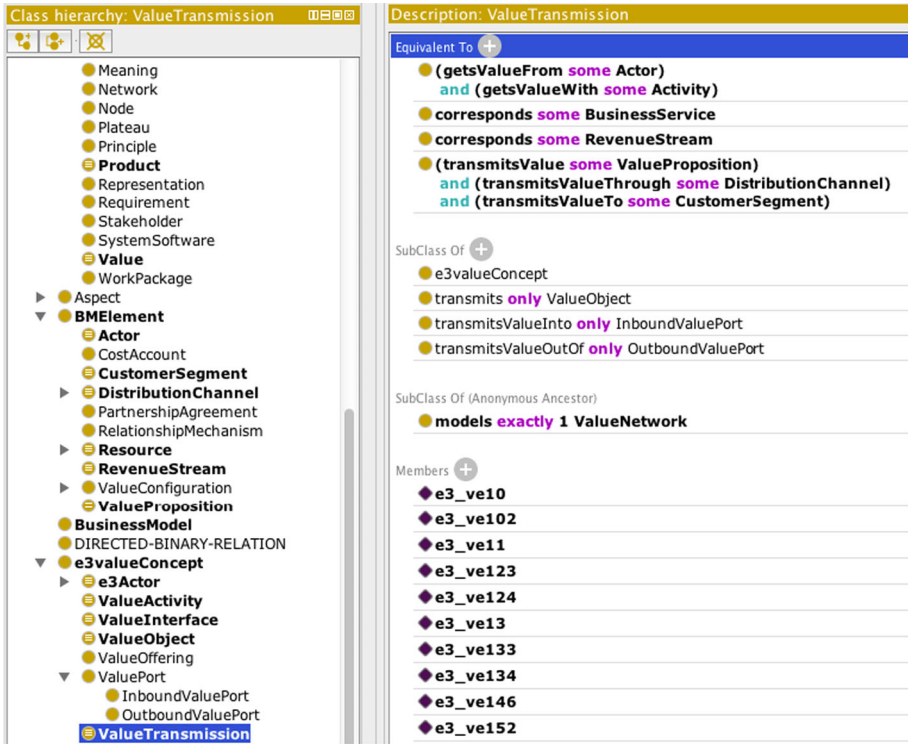 Class hierarchy: ValueTransmission
Meaning
Network
Node
Plateau
Principle
Product
Representation
Requirement
Stakeholder
SystemSoftware
Value
WorkPackage
Aspect
BMElement
Actor
CostAccount
CustomerSegment
DistributionChannel
PartnershipAgreement
RelationshipMechanism
Resource
RevenueStream
ValueConfiguration
ValueProposition
BusinessModel
DIRECTED-BINARY-RELATION
e3valueConcept
e3Actor
ValueActivity
ValueInterface
ValueObject
ValueOffering
ValuePort
InboundValuePort
OutboundValuePort
ValueTransmission
Description: ValueTransmission
Equivalent To
(getsValueFrom some Actor)
and (getsValueWith some Activity)
corresponds some BusinessService
corresponds some RevenueStream
(transmitsValue some ValueProposition)
and (transmitsValueThrough some DistributionChannel)
and (transmitsValueTo some CustomerSegment)
SubClass Of
e3valueConcept
transmits only ValueObject
transmitsValueInto only InboundValuePort
transmitsValueOutOf only OutboundValuePort
SubClass Of (Anonymous Ancestor)
models exactly 1 ValueNetwork
Members
e3_ve10
e3_ve102
e3_ve11
e3_ve123
e3_ve124
e3_ve13
e3_ve133
e3_ve134
e3_ve146
e3_ve152